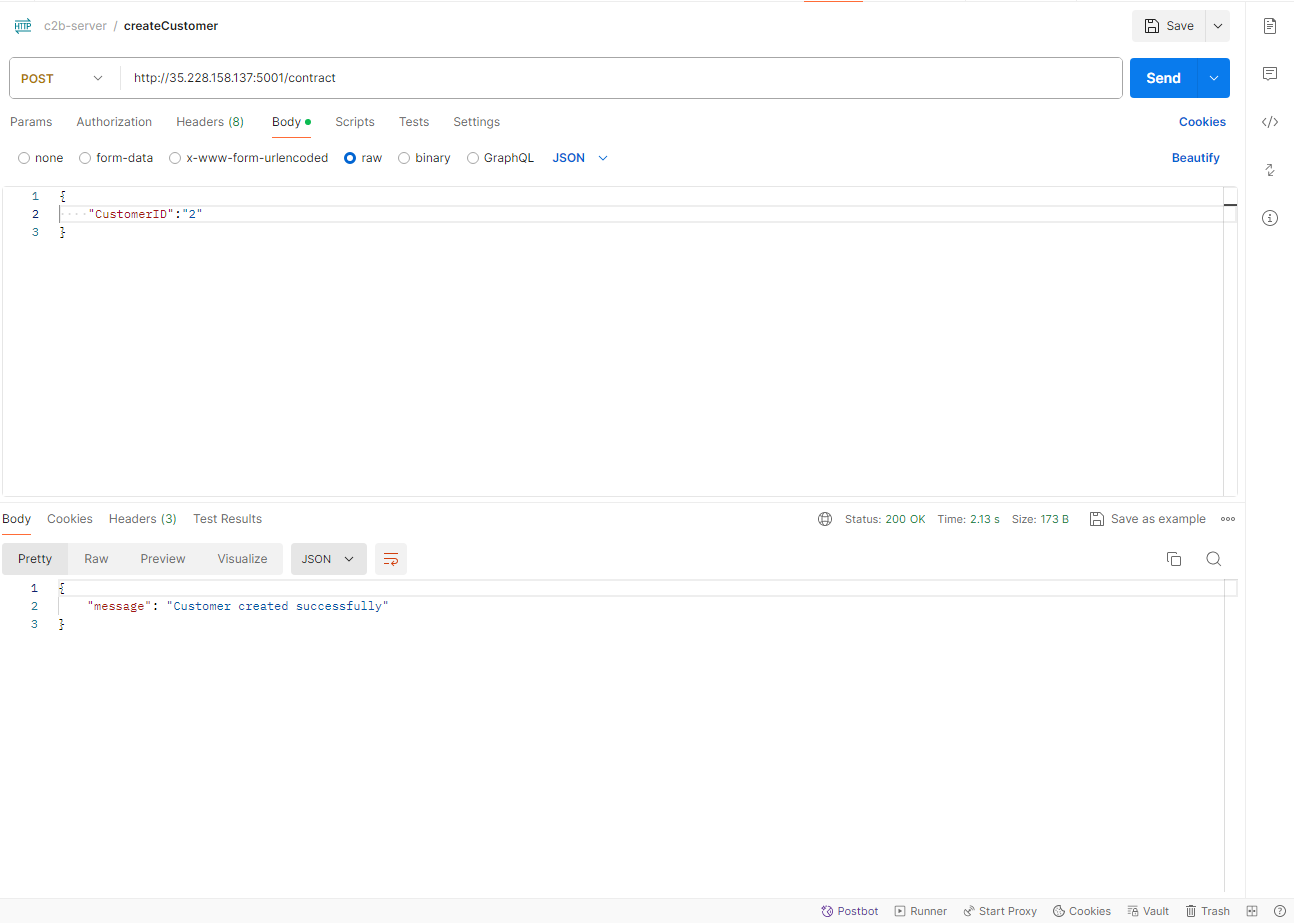 HTTP c2b-server / createCustomer Save
POST http://35.228.158.137:5001/contract Send
Params Authorization Headers (8) Body Scripts Tests Settings Cookies
none form-data x-www-form-urlencoded raw binary GraphQL JSON Beautify
1 {
2 "CustomerID":"2"
3 }
Body Cookies Headers (3) Test Results Status: 200 OK Time: 2.13 s Size: 173 B Save as example
Pretty Raw Preview Visualize JSON
1 {
2 "message": "Customer created successfully"
3 }
Postbot Runner Start Proxy Cookies Vault Trash